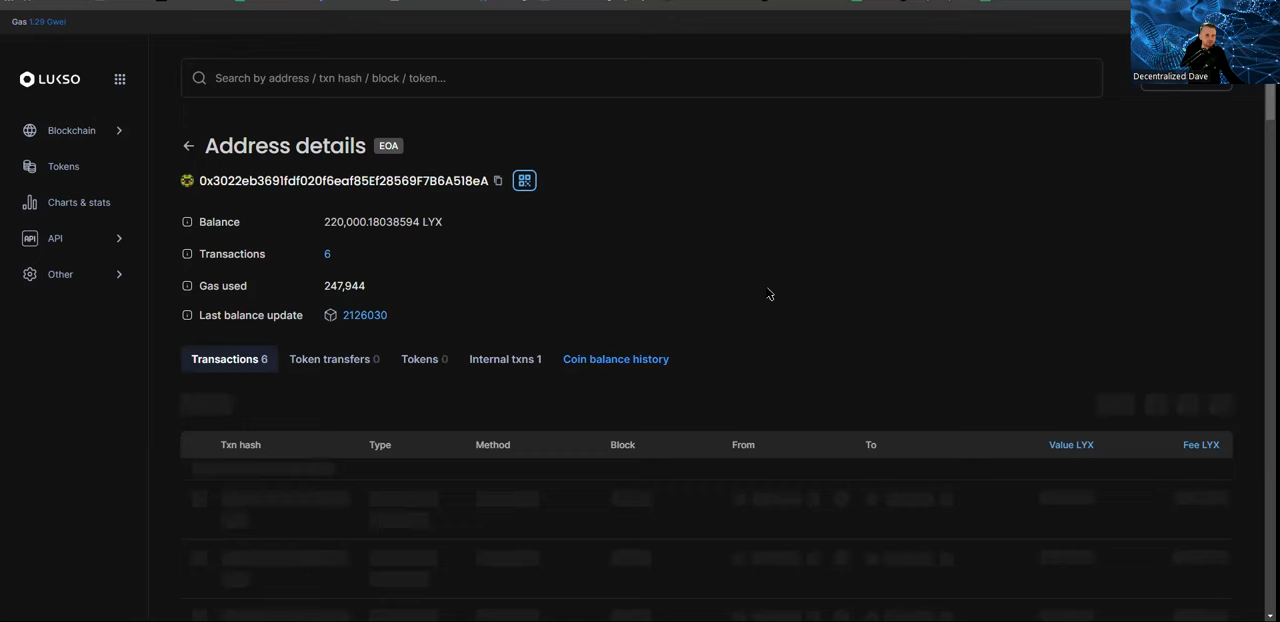 Gas 1.29 Gwei
Decentralized Dave
LUKSO
Search by address / txn hash / block / token...
Blockchain
Tokens
Charts & stats
API API
Other
Address details EOA
0x3022eb3691fdf020f6eaf85Ef28569F7B6A518eA
Balance 220,000.18038594 LYX
Transactions 6
Gas used 247,944
Last balance update 2126030
Transactions 6 Token transfers 0 Tokens 0 Internal txns 1 Coin balance history
Txn hash Type Method Block From To Value LYX Fee LYX